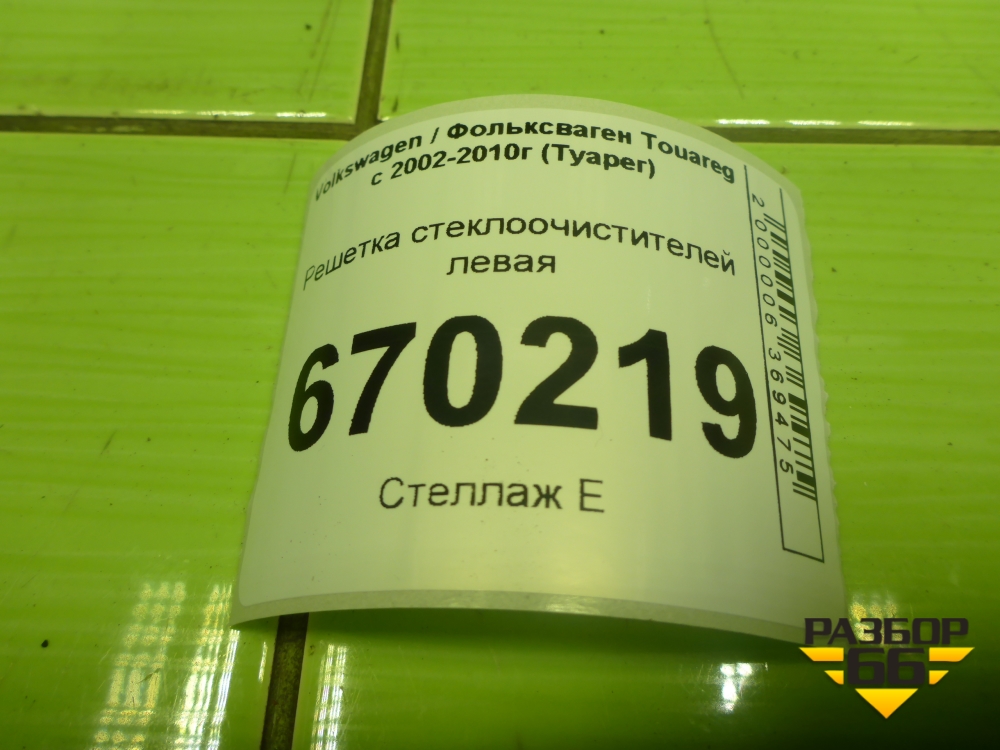 Volkswagen / Фольксваген Touareg
с 2002-2010г (Туарег)
Решетка стеклоочистителей
левая
670219
Стеллаж Е
2000006369475
РАЗБОР
66